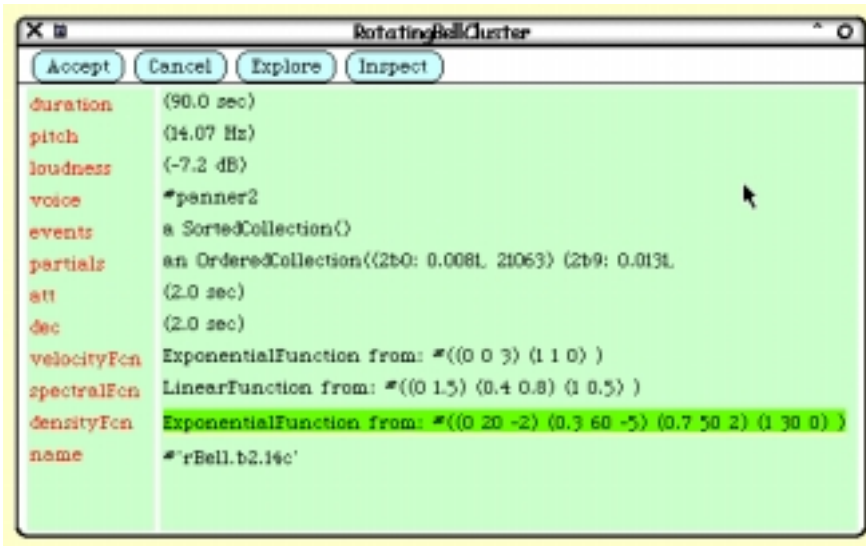 RotatingBellCluster
Accept Cancel Explore Inspect
duration (90.0 sec)
pitch (14.07 Hz)
loudness (-7.2 dB)
voice #panner2
events a SortedCollection()
partials an OrderedCollection((2b0: 0.0081, 21063) (2b9: 0.0131,
att (2.0 sec)
dec (2.0 sec)
velocityFcn ExponentialFunction from: #((0 0 3) (1 1 0) )
spectralFcn LinearFunction from: #((0 1.5) (0.4 0.8) (1 0.5) )
densityFcn ExponentialFunction from: #((0 20 -2) (0.3 60 -5) (0.7 50 2) (1 30 0) )
name #'rBell.b2.14c'